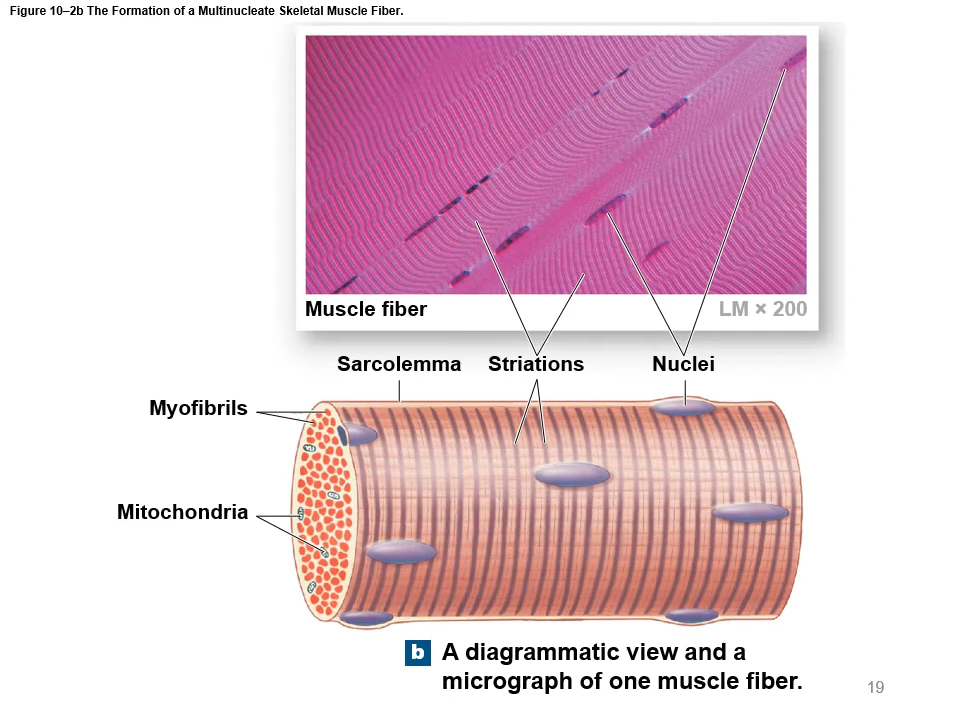 Figure 10–2b The Formation of a Multinucleate Skeletal Muscle Fiber.
Muscle fiber
LM × 200
Sarcolemma
Striations
Nuclei
Myofibrils
Mitochondria
b A diagrammatic view and a
micrograph of one muscle fiber.
19